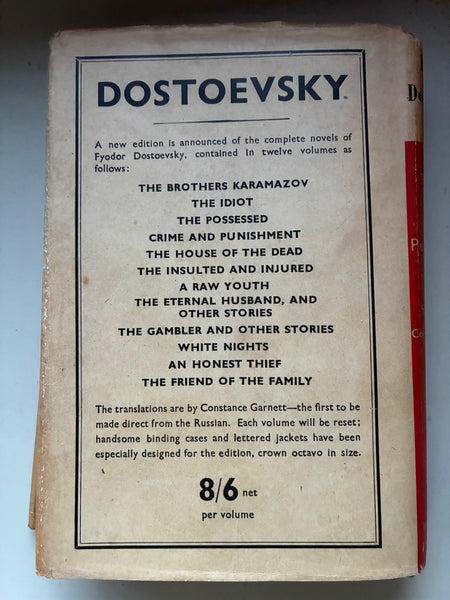 DOSTOEVSKY
A new edition is announced of the complete novels of
Fyodor Dostoevsky, contained in twelve volumes as
follows:
THE BROTHERS KARAMAZOV
THE IDIOT
THE POSSESSED
CRIME AND PUNISHMENT
THE HOUSE OF THE DEAD
THE INSULTED AND INJURED
A RAW YOUTH
THE ETERNAL HUSBAND, AND
OTHER STORIES
THE GAMBLER AND OTHER STORIES
WHITE NIGHTS
AN HONEST THIEF
THE FRIEND OF THE FAMILY
The translations are by Constance Garnett—the first to be
made direct from the Russian. Each volume will be reset;
handsome binding cases and lettered jackets have been
especially designed for the edition, crown octavo in size.
8/6 net
per volume